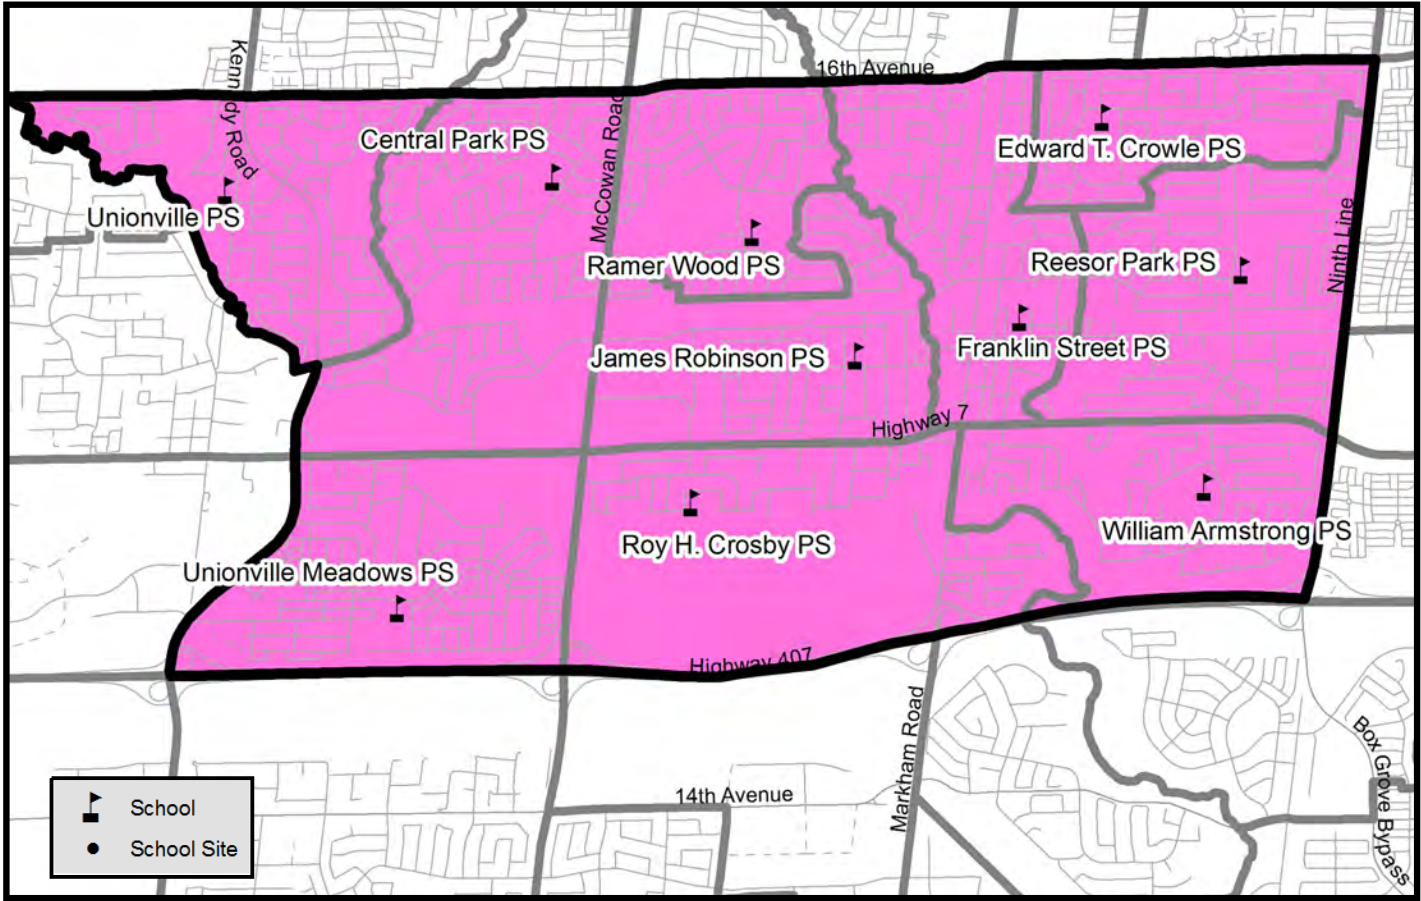 16th Avenue
Kennedy Road
Central Park PS
McCowan Road
Edward T. Crowle PS
Unionville PS
Ramer Wood PS
Reesor Park PS
Ninth Line
James Robinson PS
Franklin Street PS
Highway 7
William Armstrong PS
Roy H. Crosby PS
Unionville Meadows PS
Highway 407
Markham Road
14th Avenue
Box Grove Bypass
School
School Site